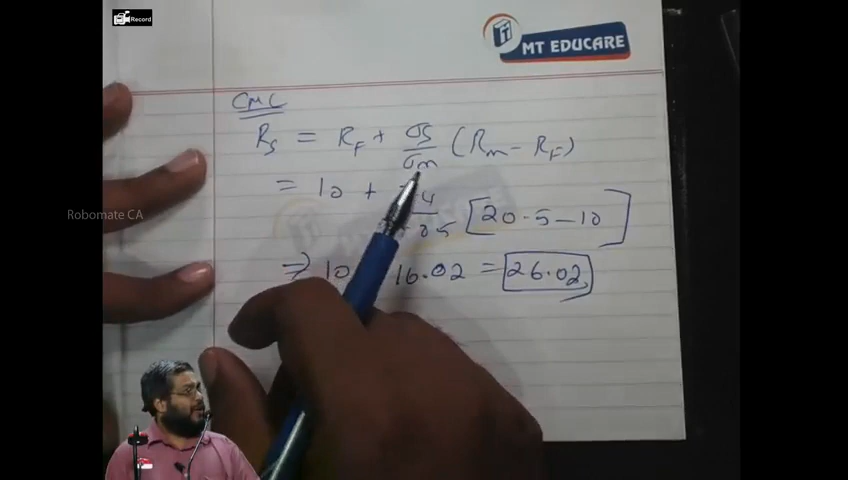 Record
MT EDUCARE
CMC
Rs = RF + σs/σm (Rm - RF)
= 10 + [20.5-10]
Robomate CA
⇒ 10 16.02 = 26.02